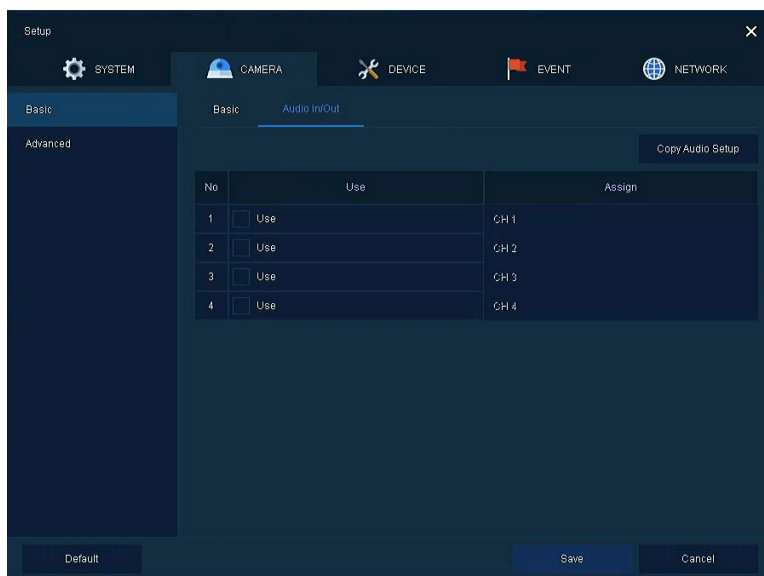 Setup
SYSTEM CAMERA DEVICE EVENT NETWORK
Basic Basic Audio In/Out
Advanced Copy Audio Setup
No Use Assign
1 Use CH 1
2 Use CH 2
3 Use CH 3
4 Use CH 4
Default Save Cancel